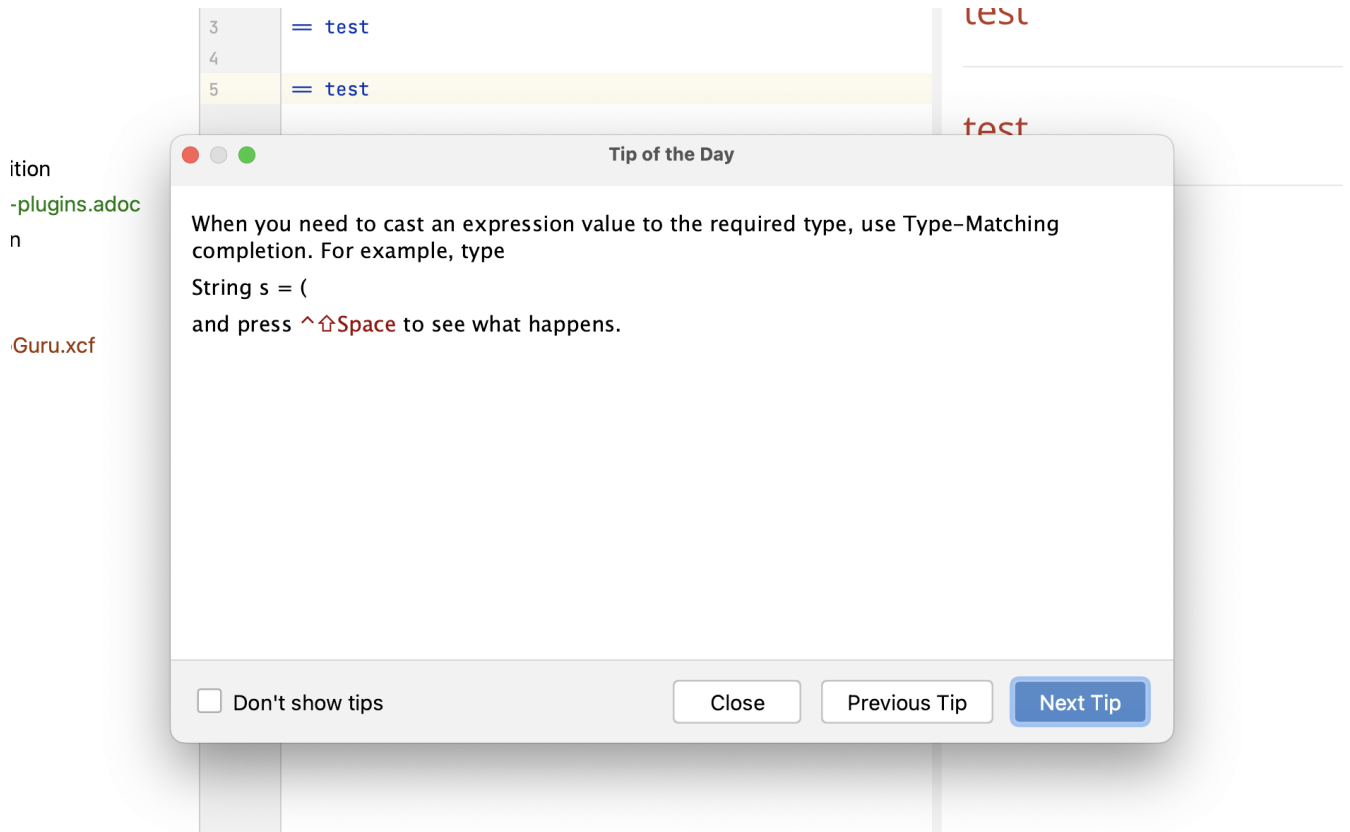 3 == test
test
4
5 == test
test
Tip of the Day
ition
-plugins.adoc
n
Guru.xcf
When you need to cast an expression value to the required type, use Type-Matching
completion. For example, type
String s = (
and press ^⇧Space to see what happens.
Don't show tips
Close
Previous Tip
Next Tip